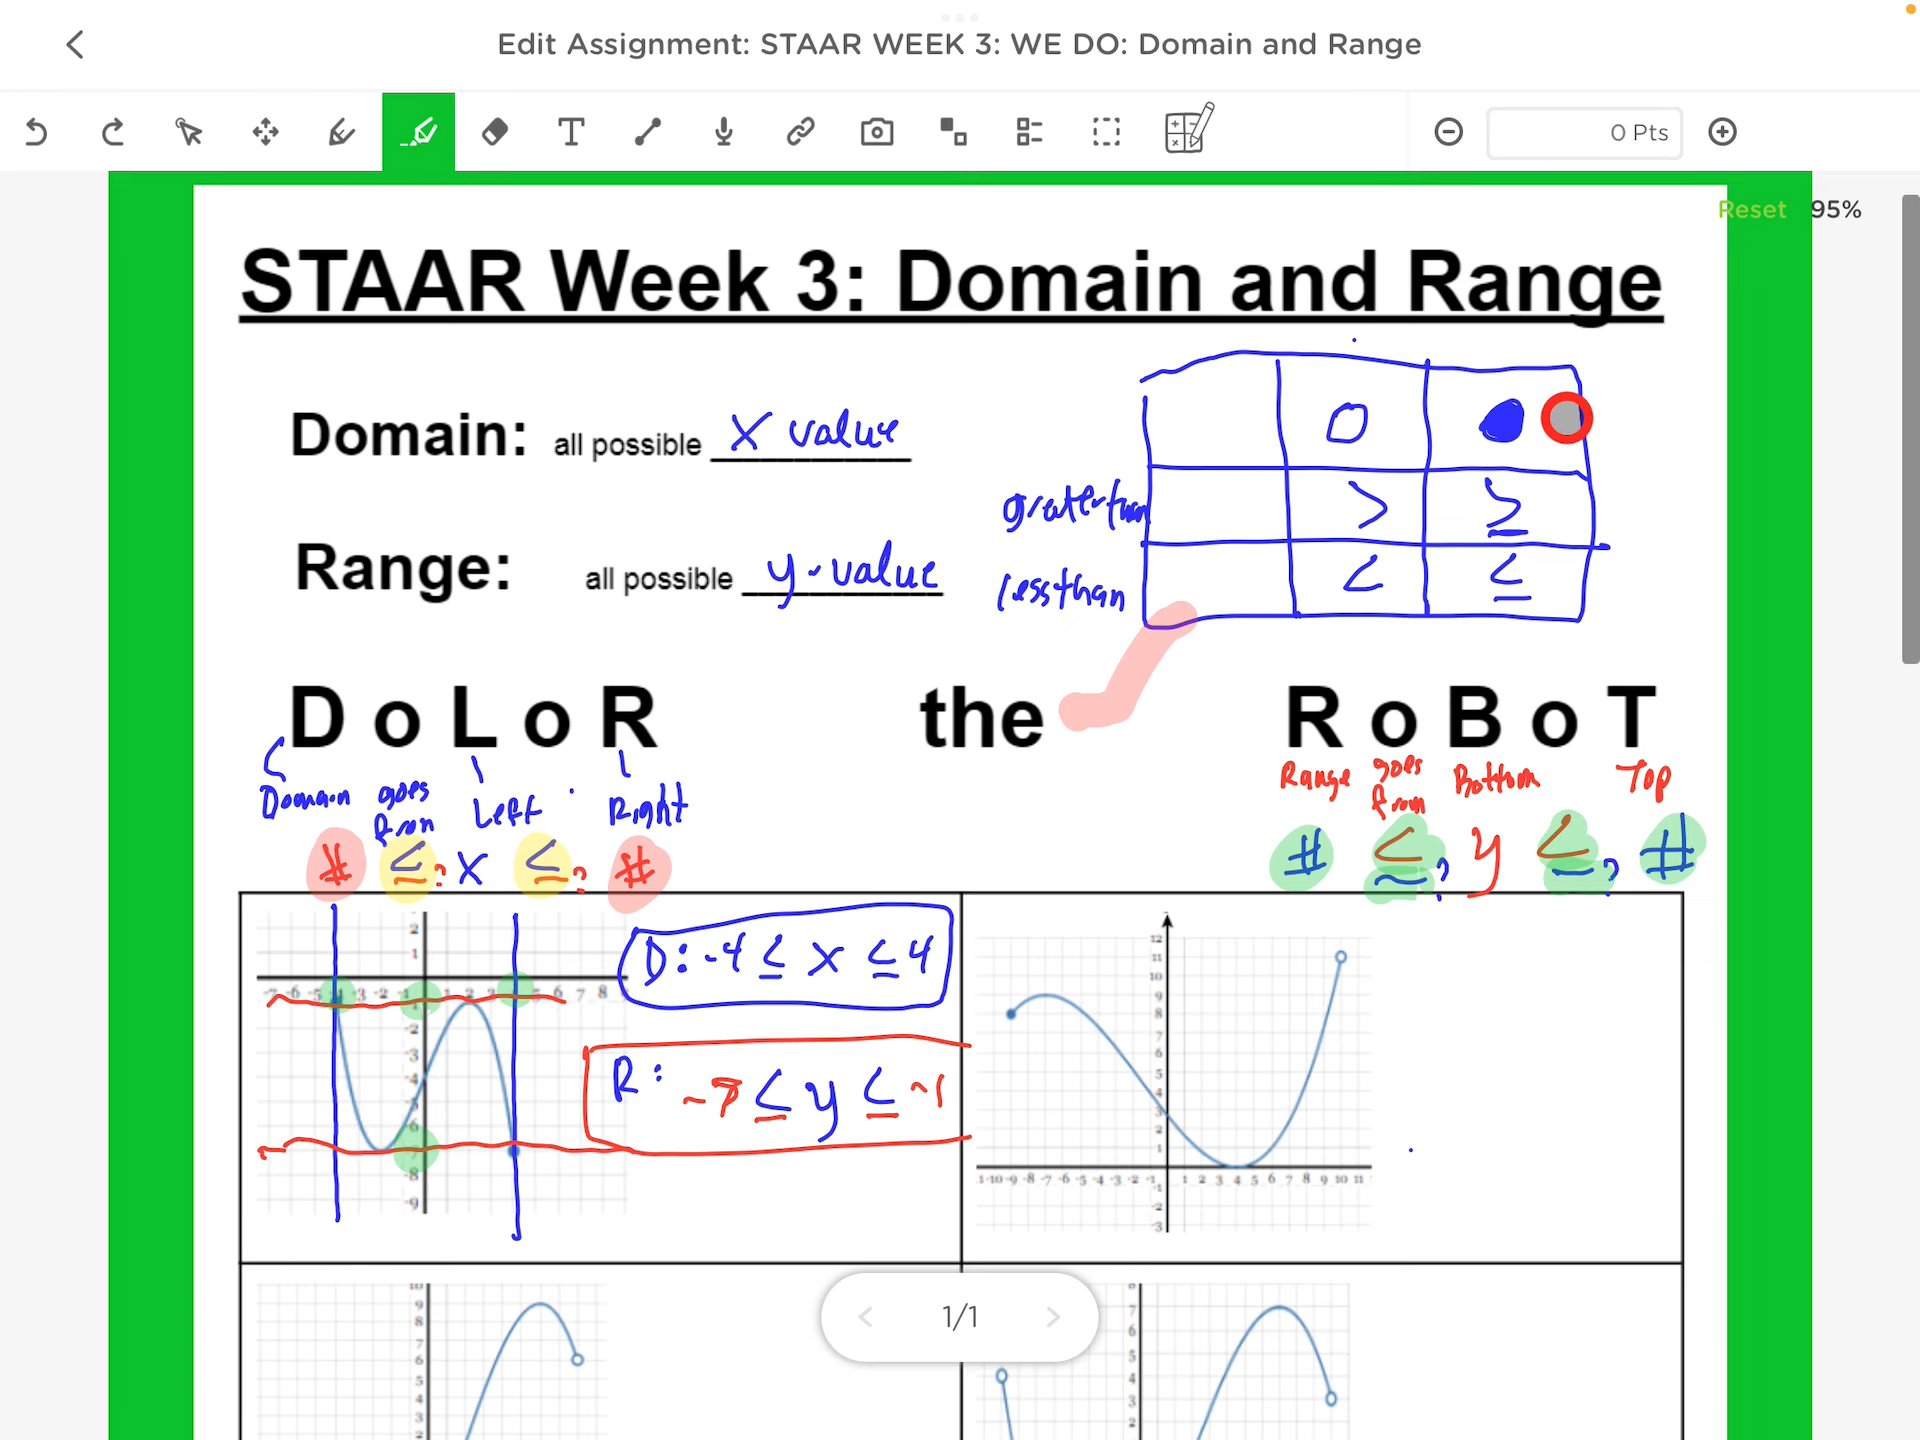 Edit Assignment: STAAR WEEK 3: WE DO: Domain and Range
0 Pts
Reset 95%
STAAR Week 3: Domain and Range
Domain: all possible x value
greater than > ≥
Range: all possible y-value
less than < ≤
D o L o R the R o B o T
Domain goes from Left Right
Range goes from Bottom Top
# ≤? x ≤? #
# ≤? y ≤? #
D: -4 ≤ x ≤ 4
R: -7 ≤ y ≤ -1
1/1